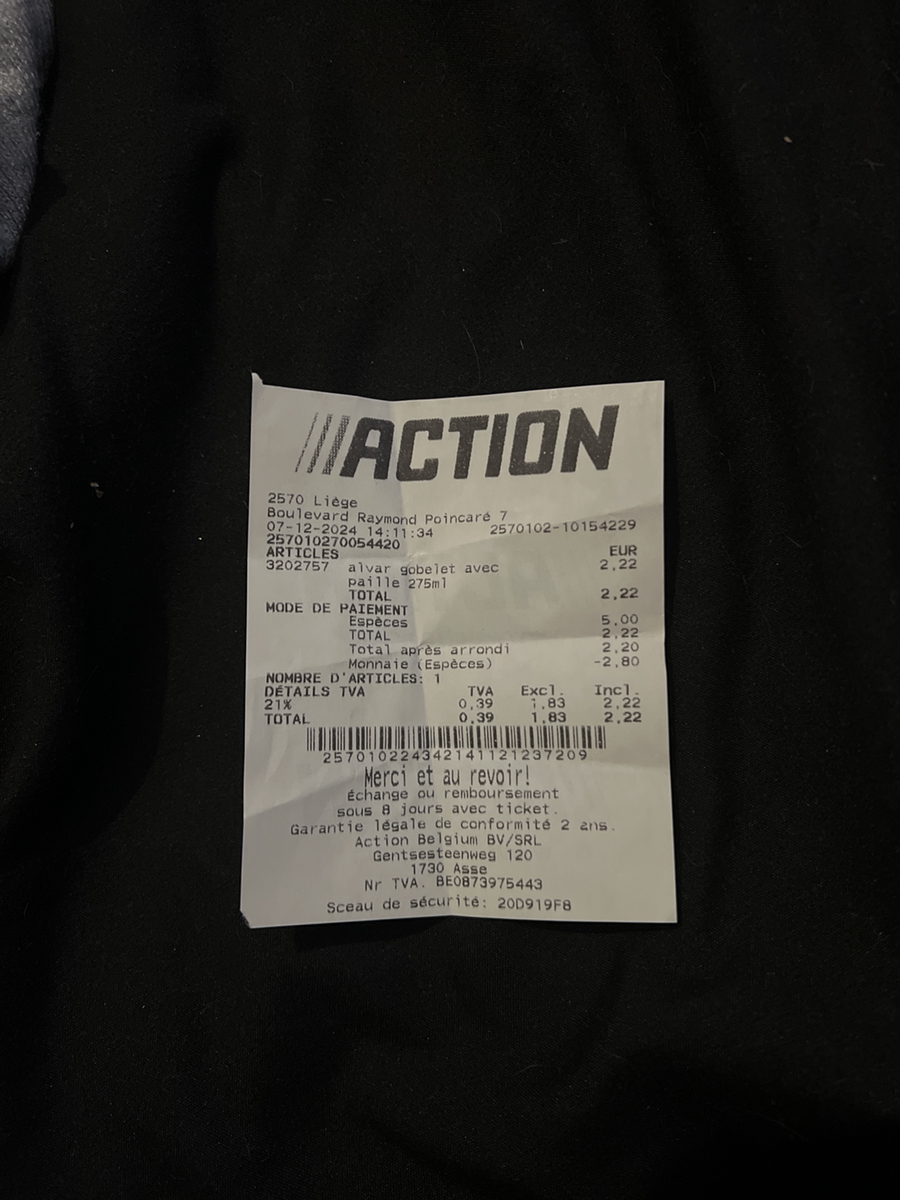 ///ACTION
2570 Liège
Boulevard Raymond Poincaré 7
07-12-2024 14:11:34 2570102-10154229
257010270054420
ARTICLES EUR
3202757 alvar gobelet avec 2,22
paille 275ml
TOTAL 2,22
MODE DE PAIEMENT
Espèces 5,00
TOTAL 2,22
Total après arrondi 2,20
Monnaie (Espèces) -2,80
NOMBRE D'ARTICLES: 1
DÉTAILS TVA TVA Excl. Incl.
21% 0,39 1,83 2,22
TOTAL 0,39 1,83 2,22
257010224342141121237209
Merci et au revoir!
échange ou remboursement
sous 8 jours avec ticket.
Garantie légale de conformité 2 ans.
Action Belgium BV/SRL
Gentsesteenweg 120
1730 Asse
Nr TVA. BE0873975443
Sceau de sécurité: 20D919F8